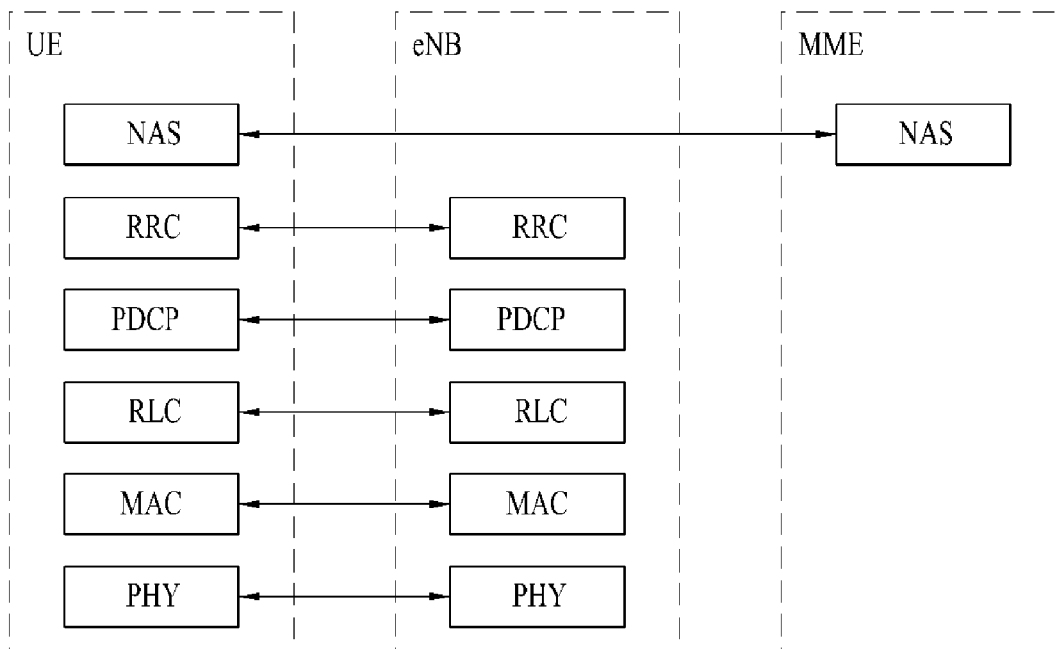 UE eNB MME
NAS NAS
RRC RRC
PDCP PDCP
RLC RLC
MAC MAC
PHY PHY